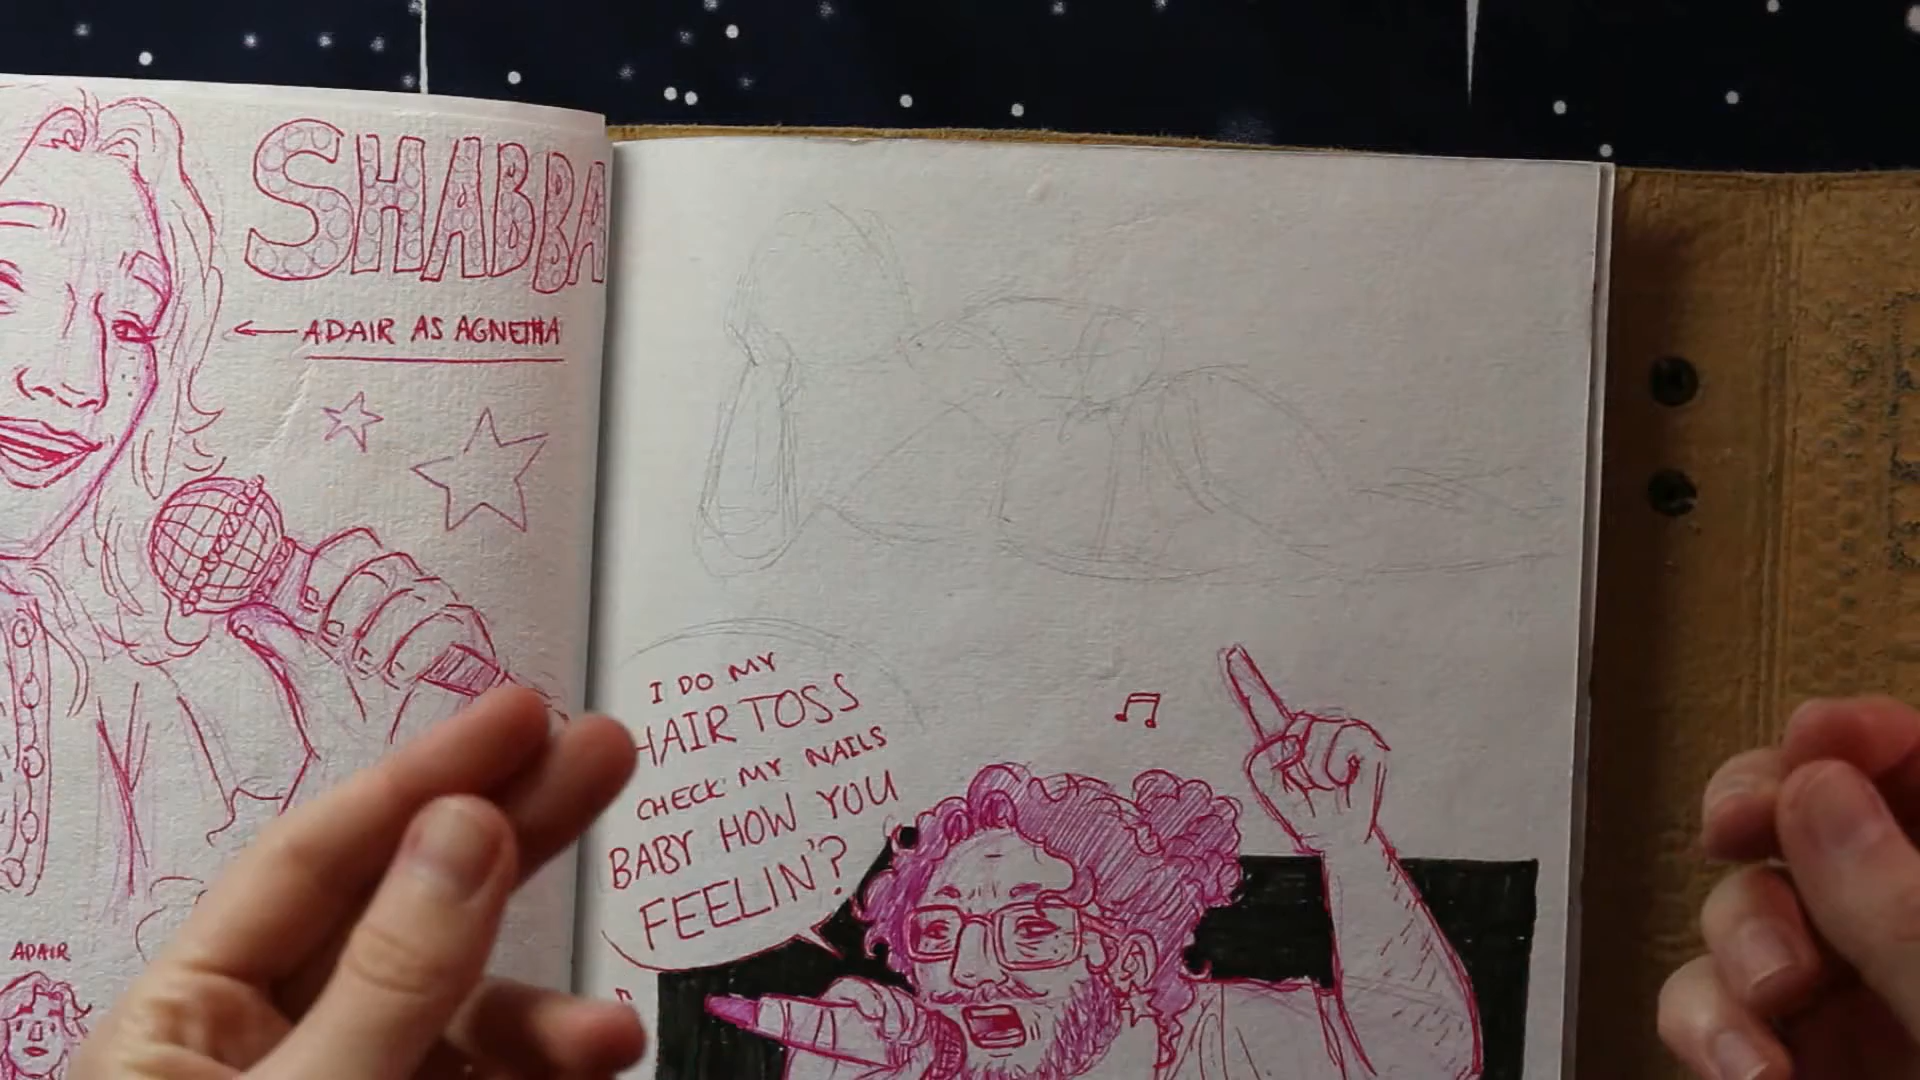 SHABBA
← ADAIR AS AGNETHA
ADAIR
I DO MY
HAIR TOSS
CHECK MY NAILS
BABY HOW YOU
FEELIN'?